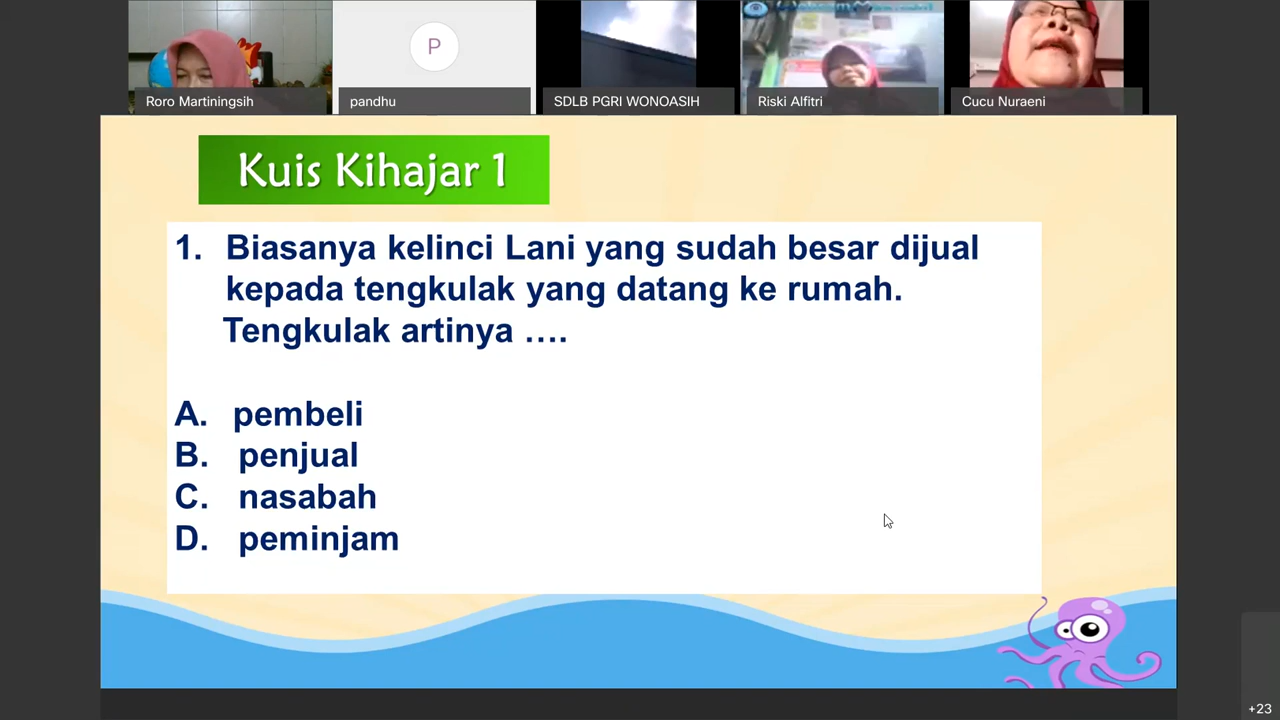 P
Roro Martiningsih
pandhu
SDLB PGRI WONOASIH
Riski Alfitri
Cucu Nuraeni
Kuis Kihajar 1
1. Biasanya kelinci Lani yang sudah besar dijual
kepada tengkulak yang datang ke rumah.
Tengkulak artinya ....
A. pembeli
B. penjual
C. nasabah
D. peminjam
+23